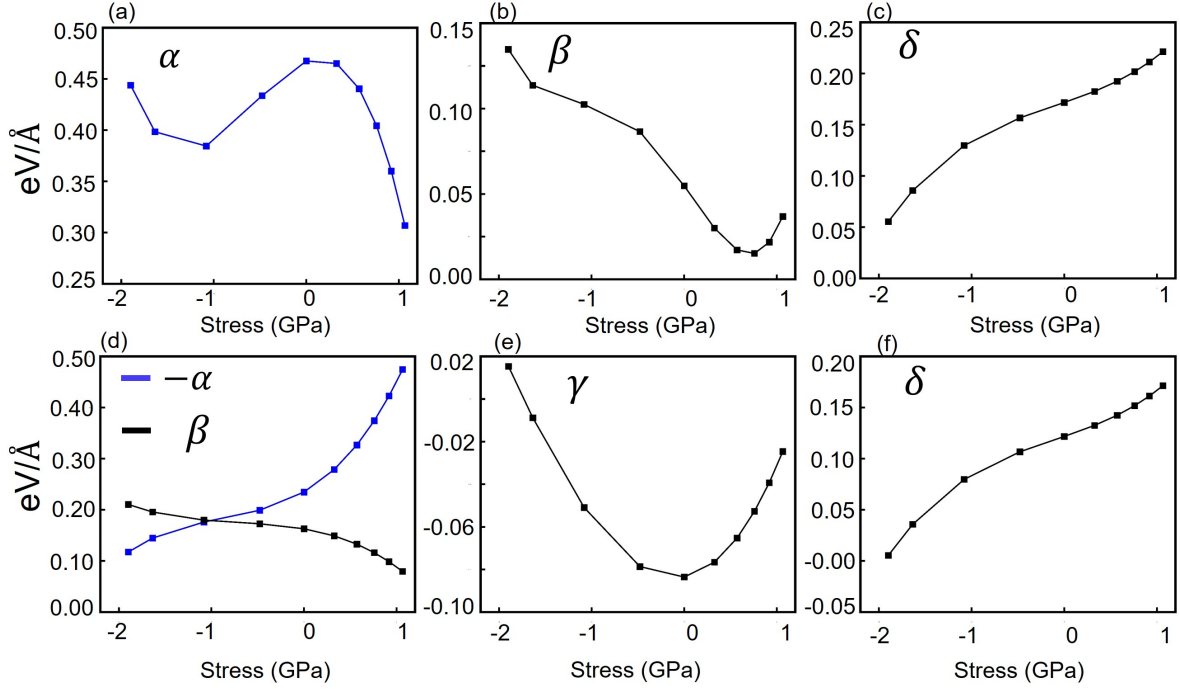 (a)
α
0.50
0.45
0.40
0.35
0.30
0.25
eV/Å
-2 -1 0 1
Stress (GPa)
(b)
β
0.15
0.10
0.05
0.00
-2 -1 0 1
Stress (GPa)
(c)
δ
0.25
0.20
0.15
0.10
0.05
0.00
-2 -1 0 1
Stress (GPa)
(d)
−α
β
0.50
0.40
0.30
0.20
0.10
0.00
eV/Å
-2 -1 0 1
Stress (GPa)
(e)
γ
0.02
-0.02
-0.06
-0.10
-2 -1 0 1
Stress (GPa)
(f)
δ
0.20
0.15
0.10
0.05
-0.00
-0.05
-2 -1 0 1
Stress (GPa)